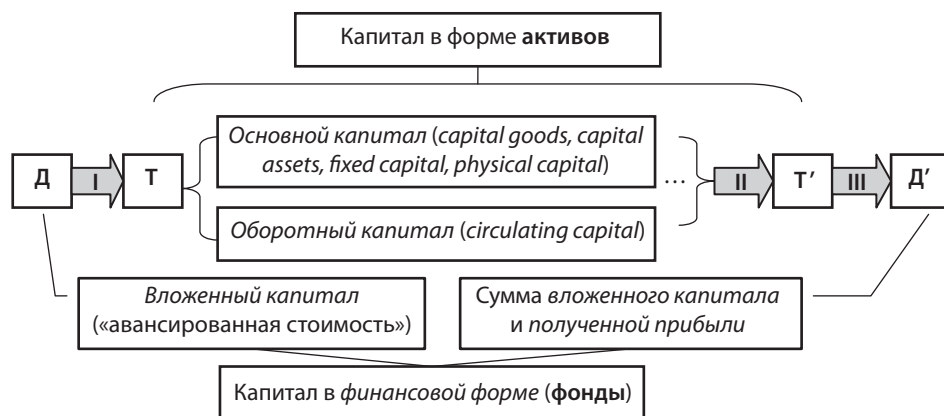 Капитал в форме активов
Основной капитал (capital goods, capital
assets, fixed capital, physical capital)
Д
I
Т
...
II
Т'
III
Д'
Оборотный капитал (circulating capital)
Вложенный капитал
(«авансированная стоимость»)
Сумма вложенного капитала
и полученной прибыли
Капитал в финансовой форме (фонды)